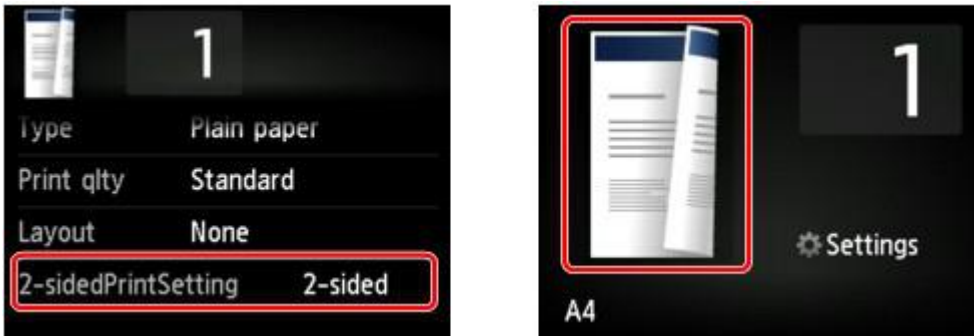 1
Type Plain paper
Print qlty Standard
Layout None
2-sidedPrintSetting 2-sided
1
Settings
A4